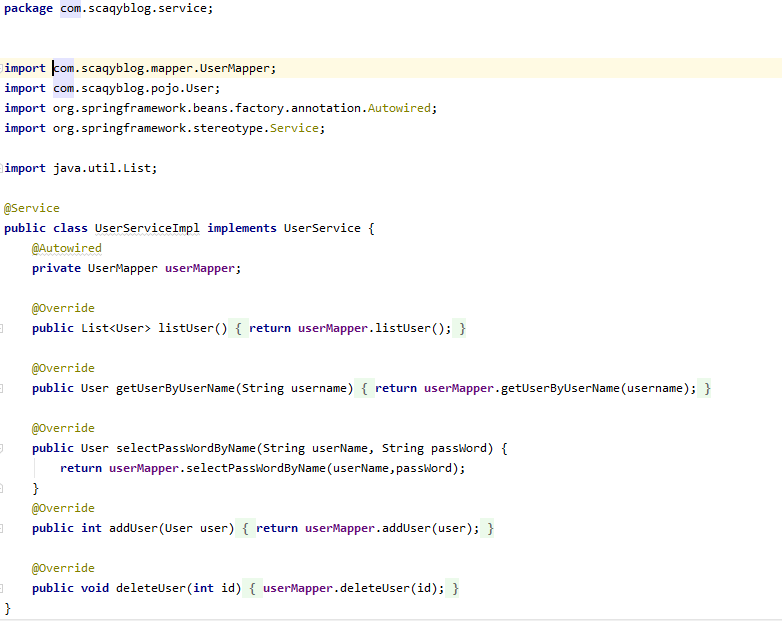 package com.scaqyblog.service;
import com.scaqyblog.mapper.UserMapper;
import com.scaqyblog.pojo.User;
import org.springframework.beans.factory.annotation.Autowired;
import org.springframework.stereotype.Service;
import java.util.List;
@Service
public class UserServiceImpl implements UserService {
@Autowired
private UserMapper userMapper;
@Override
public List<User> listUser() { return userMapper.listUser(); }
@Override
public User getUserByUserName(String username) { return userMapper.getUserByUserName(username); }
@Override
public User selectPassWordByName(String userName, String passWord) {
return userMapper.selectPassWordByName(userName,passWord);
}
@Override
public int addUser(User user) { return userMapper.addUser(user); }
@Override
public void deleteUser(int id) { userMapper.deleteUser(id); }
}